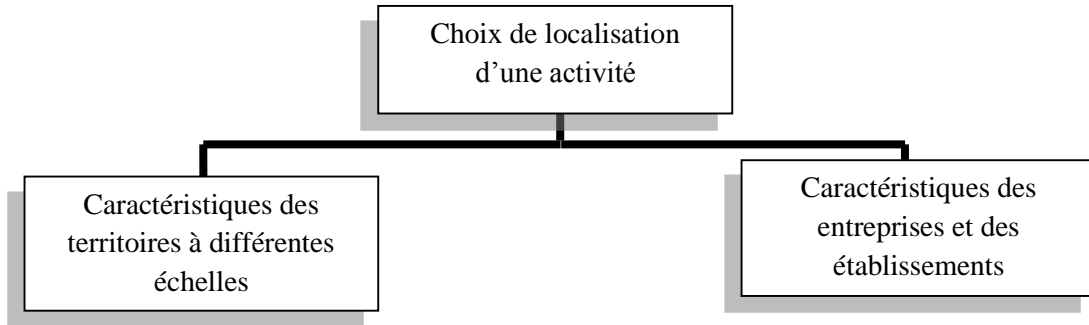 Choix de localisation
d’une activité
Caractéristiques des
territoires à différentes
échelles
Caractéristiques des
entreprises et des
établissements